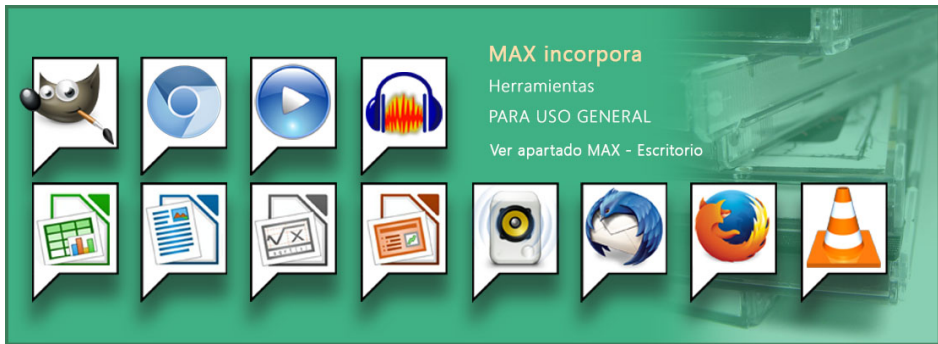 MAX incorpora
Herramientas
PARA USO GENERAL
Ver apartado MAX - Escritorio